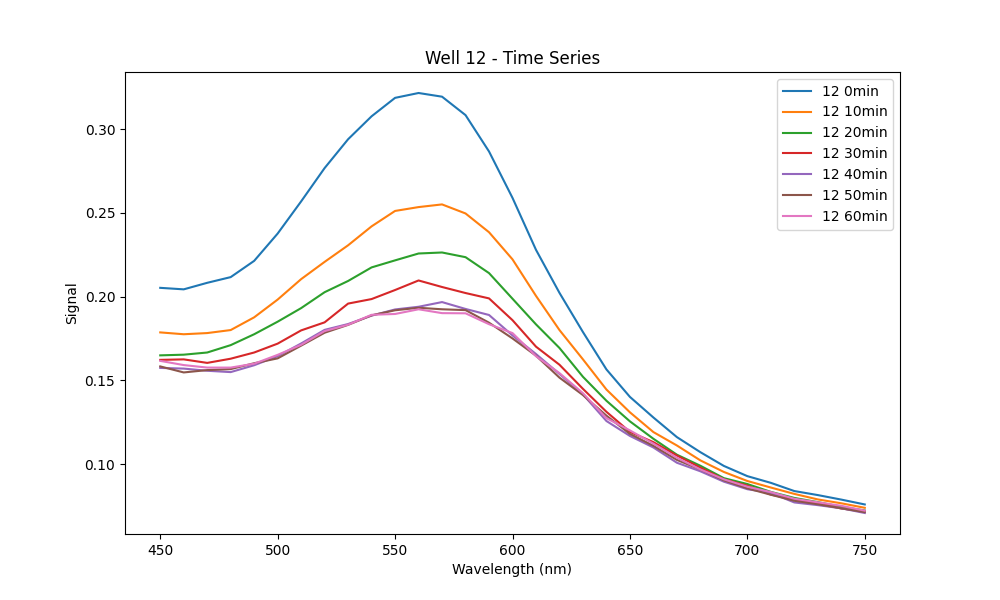 Well 12 - Time Series
12 0min
12 10min
12 20min
12 30min
12 40min
12 50min
12 60min
Signal
0.30
0.25
0.20
0.15
0.10
450 500 550 600 650 700 750
Wavelength (nm)